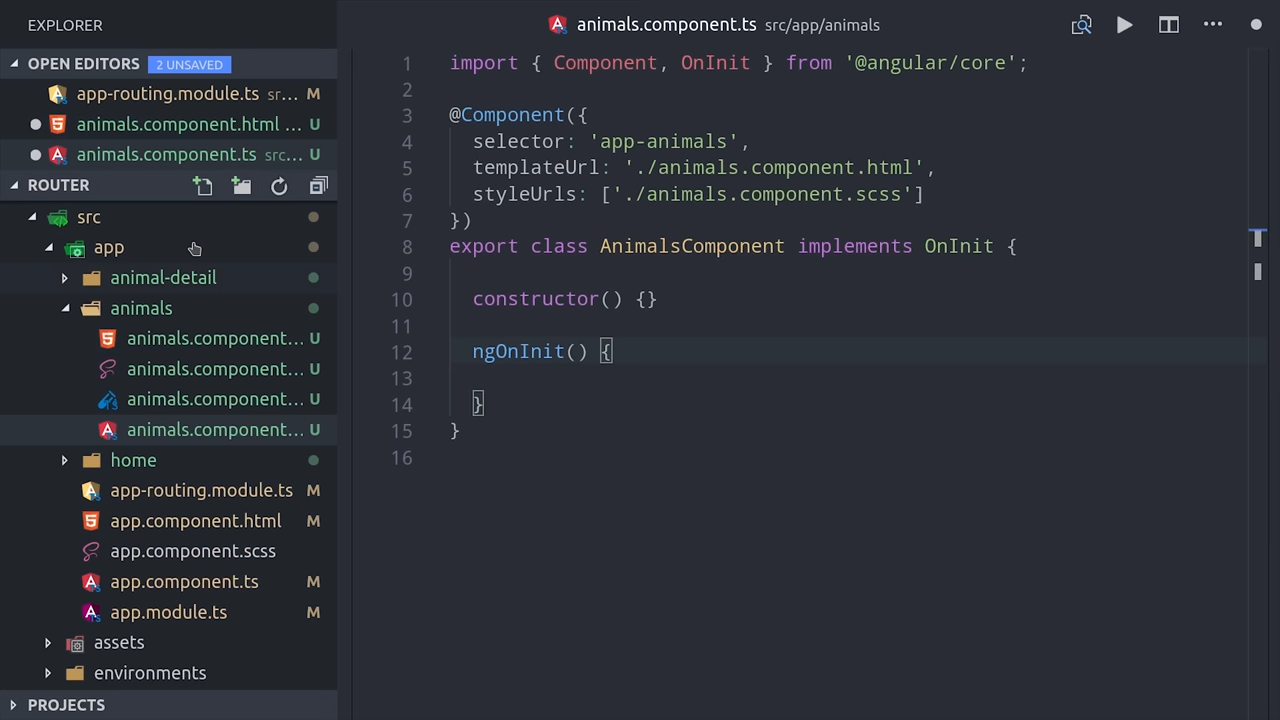 EXPLORER
OPEN EDITORS 2 UNSAVED
app-routing.module.ts sr... M
animals.component.html ... U
animals.component.ts src... U
ROUTER
src
app
animal-detail
animals
animals.component... U
animals.component... U
animals.component... U
animals.component... U
home
app-routing.module.ts M
app.component.html M
app.component.scss
app.component.ts M
app.module.ts M
assets
environments
PROJECTS
animals.component.ts src/app/animals
1 import { Component, OnInit } from '@angular/core';
2
3 @Component({
4 selector: 'app-animals',
5 templateUrl: './animals.component.html',
6 styleUrls: ['./animals.component.scss']
7 })
8 export class AnimalsComponent implements OnInit {
9
10 constructor() {}
11
12 ngOnInit() {
13
14 }
15 }
16